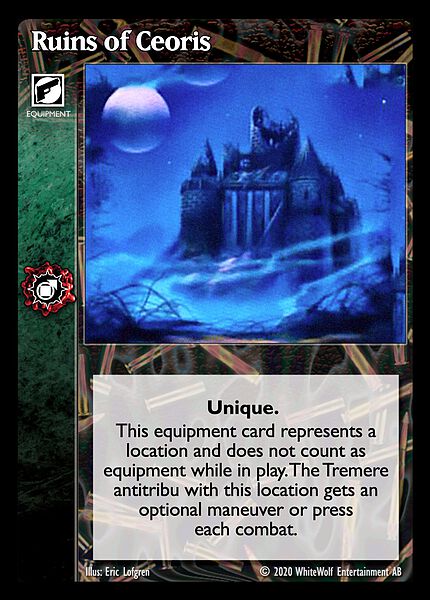 Ruins of Ceoris
EQUIPMENT
Unique.
This equipment card represents a
location and does not count as
equipment while in play. The Tremere
antitribu with this location gets an
optional maneuver or press
each combat.
Illus: Eric Lofgren
© 2020 WhiteWolf Entertainment AB